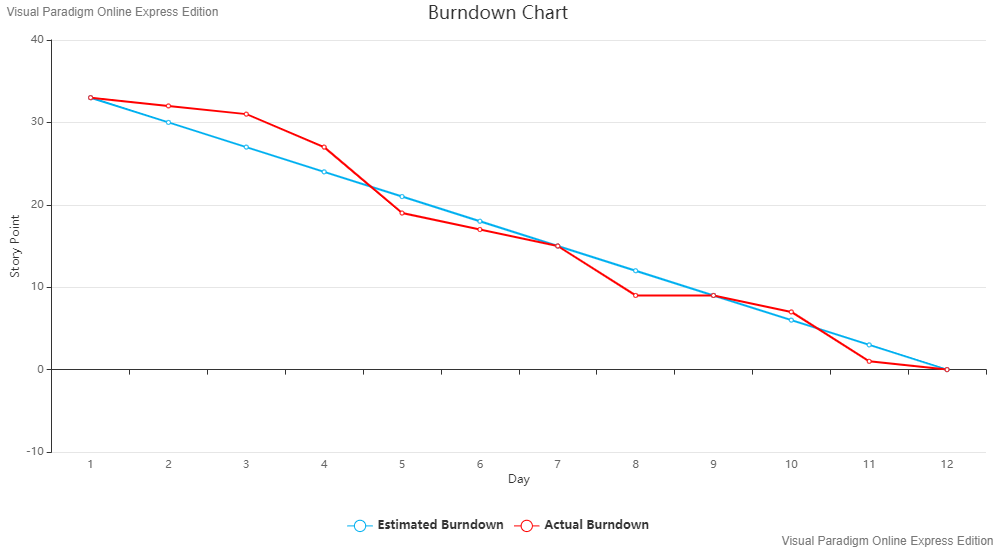 Visual Paradigm Online Express Edition
Burndown Chart
40
30
20
10
0
-10
Story Point
1 2 3 4 5 6 7 8 9 10 11 12
Day
Estimated Burndown Actual Burndown
Visual Paradigm Online Express Edition